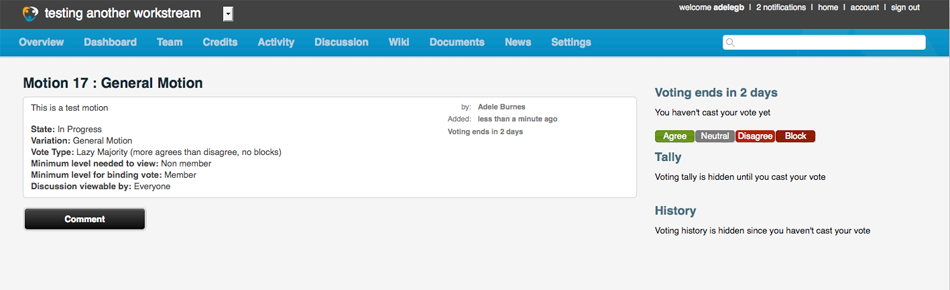 testing another workstream
welcome adelegb | 2 notifications | home | account | sign out
Overview Dashboard Team Credits Activity Discussion Wiki Documents News Settings
Motion 17 : General Motion
This is a test motion
by: Adele Burnes
Added: less than a minute ago
Voting ends in 2 days
State: In Progress
Variation: General Motion
Vote Type: Lazy Majority (more agrees than disagree, no blocks)
Minimum level needed to view: Non member
Minimum level for binding vote: Member
Discussion viewable by: Everyone
Comment
Voting ends in 2 days
You haven't cast your vote yet
Agree Neutral Disagree Block
Tally
Voting tally is hidden until you cast your vote
History
Voting history is hidden since you haven't cast your vote